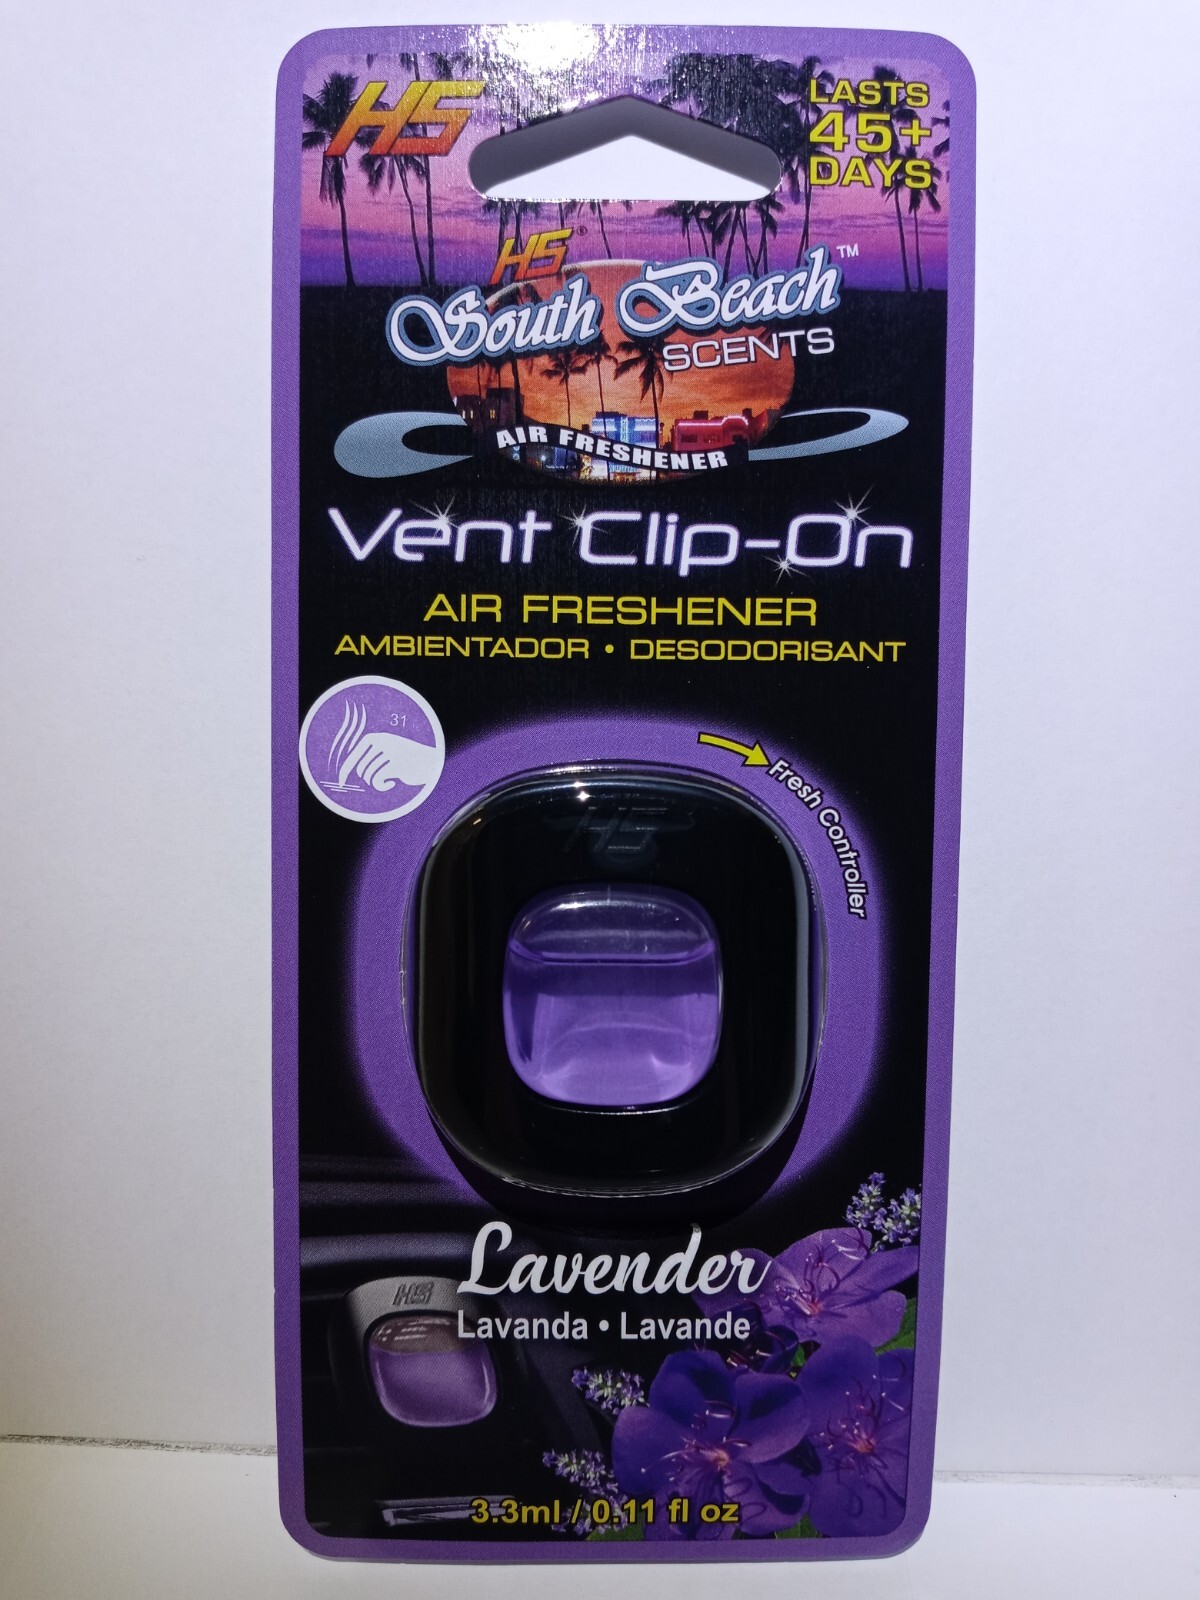 HS
LASTS
45+
DAYS
HS®
South Beach™
SCENTS
AIR FRESHENER
Vent Clip-On
AIR FRESHENER
AMBIENTADOR • DESODORISANT
31
Fresh Controller
HS
Lavender
Lavanda • Lavande
HS
3.3ml / 0.11 fl oz